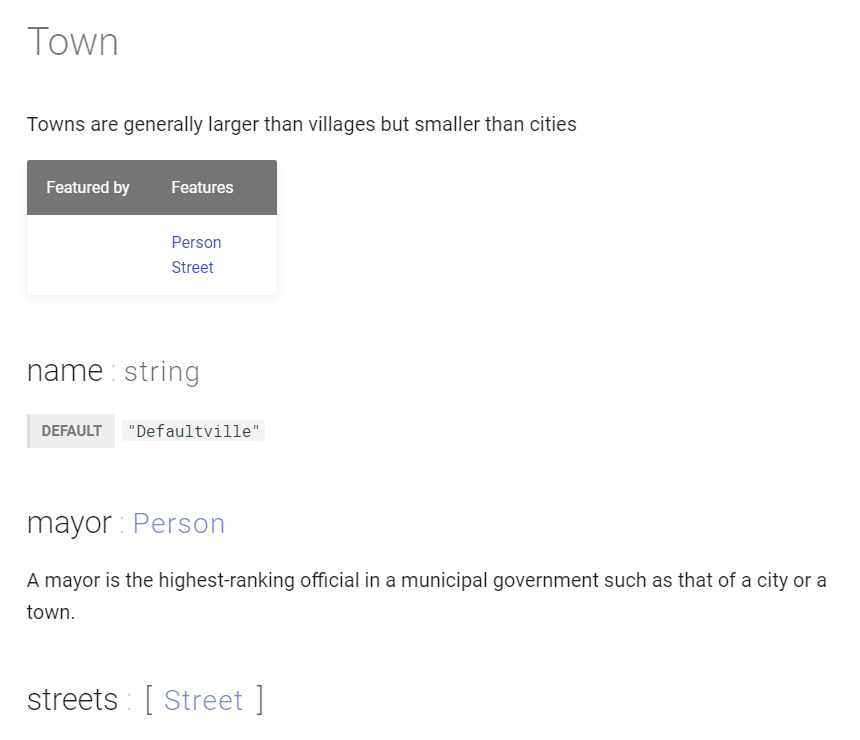 Town
Towns are generally larger than villages but smaller than cities
Featured by Features
Person
Street
name : string
DEFAULT "Defaultville"
mayor : Person
A mayor is the highest-ranking official in a municipal government such as that of a city or a
town.
streets : [ Street ]